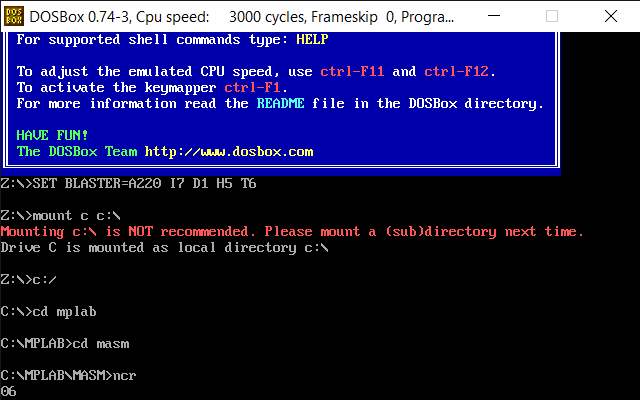 DOSBox 0.74-3, Cpu speed: 3000 cycles, Frameskip 0, Progra...
For supported shell commands type: HELP
To adjust the emulated CPU speed, use ctrl-F11 and ctrl-F12.
To activate the keymapper ctrl-F1.
For more information read the README file in the DOSBox directory.
HAVE FUN!
The DOSBox Team http://www.dosbox.com
Z:\>SET BLASTER=A220 I7 D1 H5 T6
Z:\>mount c c:\
Mounting c:\ is NOT recommended. Please mount a (sub)directory next time.
Drive C is mounted as local directory c:\
Z:\>c:/
C:\>cd mplab
C:\MPLAB>cd masm
C:\MPLAB\MASM>ncr
06